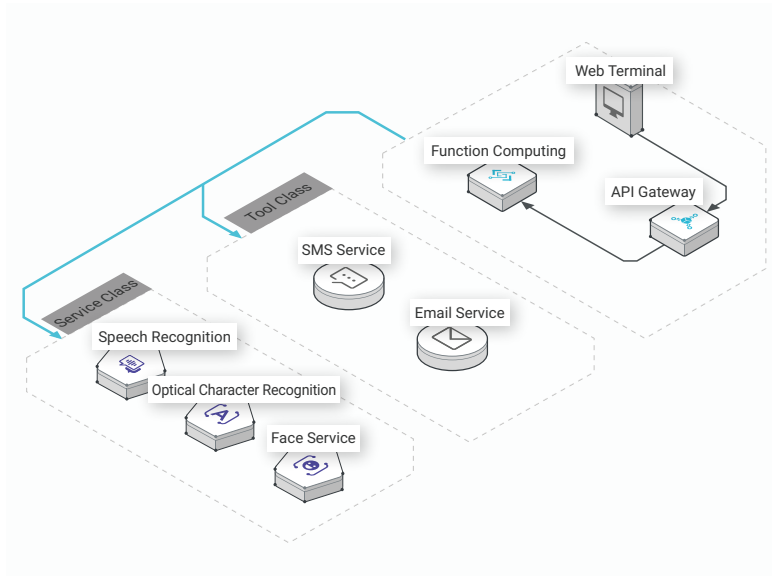 Web Terminal
Function Computing
API Gateway
Tool Class
SMS Service
Email Service
Service Class
Speech Recognition
Optical Character Recognition
Face Service